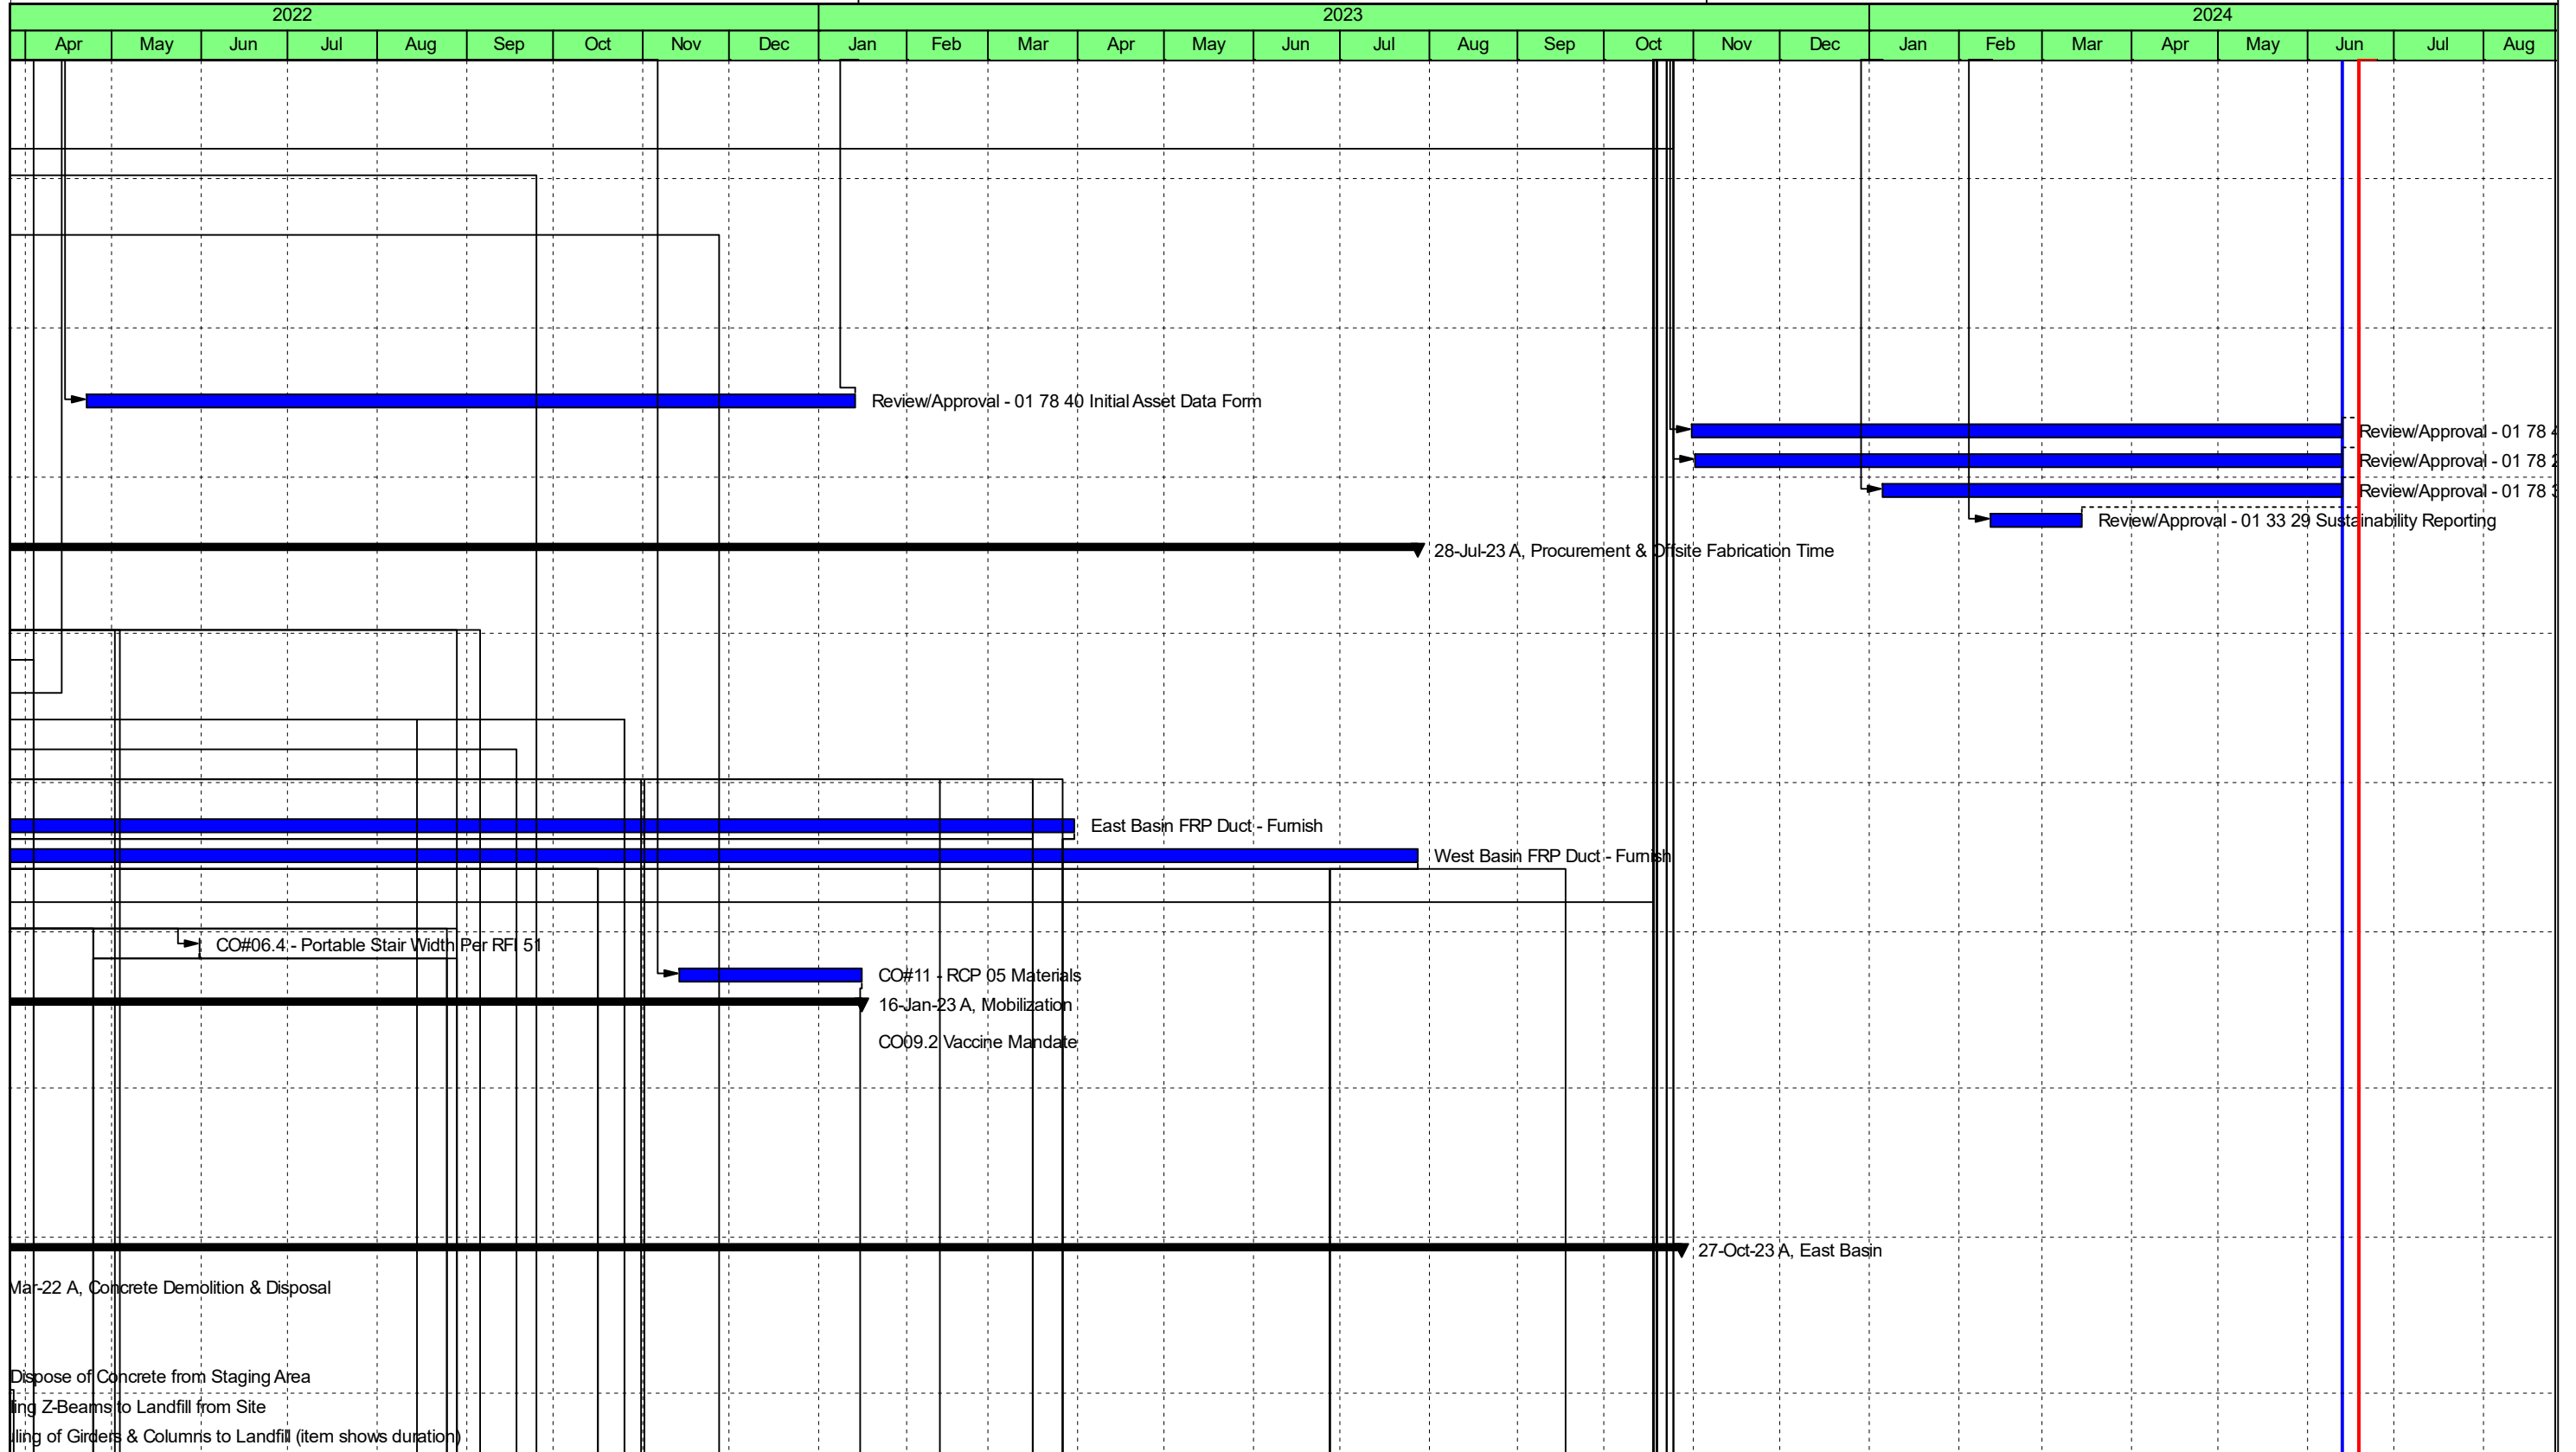 2022 2023 2024
Apr May Jun Jul Aug Sep Oct Nov Dec Jan Feb Mar Apr May Jun Jul Aug Sep Oct Nov Dec Jan Feb Mar Apr May Jun Jul Aug
Review/Approval - 01 78 40 Initial Asset Data Form
Review/Approval - 01 78
Review/Approval - 01 78
Review/Approval - 01 78
Review/Approval - 01 33 29 Sustainability Reporting
28-Jul-23 A, Procurement & Offsite Fabrication Time
East Basin FRP Duct - Furnish
West Basin FRP Duct - Furnish
CO#06.4 - Portable Stair Width Per RFI 51
CO#11 - RCP 05 Materials
16-Jan-23 A, Mobilization
CO09.2 Vaccine Mandate
27-Oct-23 A, East Basin
Mar-22 A, Concrete Demolition & Disposal
Dispose of Concrete from Staging Area
Z-Beams to Landfill from Site
of Girders & Columns to Landfill (item shows duration)